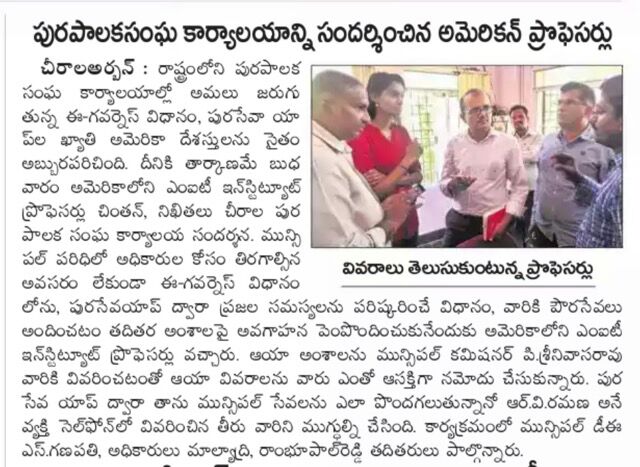 పురపాలకసంఘ కార్యాలయాన్ని సందర్శించిన అమెరికన్ ప్రొఫెసర్లు
చీరాలఅర్బన్ : రాష్ట్రంలోని పురపాలక
సంఘ కార్యాలయాల్లో అమలు జరుగు
తున్న ఈ-గవర్నెస్ విధానం, పురసేవా యా
ప్‌ల ఖ్యాతి అమెరికా దేశస్తులను సైతం
అబ్బురపరిచింది. దీనికి తార్కాణమే బుధ
వారం అమెరికాలోని ఎంఐటీ ఇన్‌స్టిట్యూట్
ప్రొఫెసర్లు చింతన్, నిఖితలు చీరాల పుర
పాలక సంఘ కార్యాలయ సందర్శన. మున్సి
పల్ పరిధిలో అధికారుల కోసం తిరగాల్సిన
అవసరం లేకుండా ఈ-గవర్నెస్ విధానం
లోను, పురసేవయాప్ ద్వారా ప్రజల సమస్యలను పరిష్కరించే విధానం, వారికి పౌరసేవలు
అందించటం తదితర అంశాలపై అవగాహన పెంపొందించుకునేందుకు అమెరికాలోని ఎంఐటీ
ఇన్‌స్టిట్యూట్ ప్రొఫెసర్లు వచ్చారు. ఆయా అంశాలను మున్సిపల్ కమిషనర్ పి.శ్రీనివాసరావు
వారికి వివరించటంతో ఆయా వివరాలను వారు ఎంతో ఆసక్తిగా నమోదు చేసుకున్నారు. పుర
సేవ యాప్ ద్వారా తాను మున్సిపల్ సేవలను ఎలా పొందగలుతున్నానో ఆర్.వి.రమణ అనే
వ్యక్తి సెల్‌ఫోన్‌లో వివరించిన తీరు వారిని ముగ్ధుల్ని చేసింది. కార్యక్రమంలో మున్సిపల్ డీఈ
ఎస్.గణపతి, అధికారులు మాల్యాద్రి, రాంభూపాల్‌రెడ్డి తదితరులు పాల్గొన్నారు.
వివరాలు తెలుసుకుంటున్న ప్రొఫెసర్లు